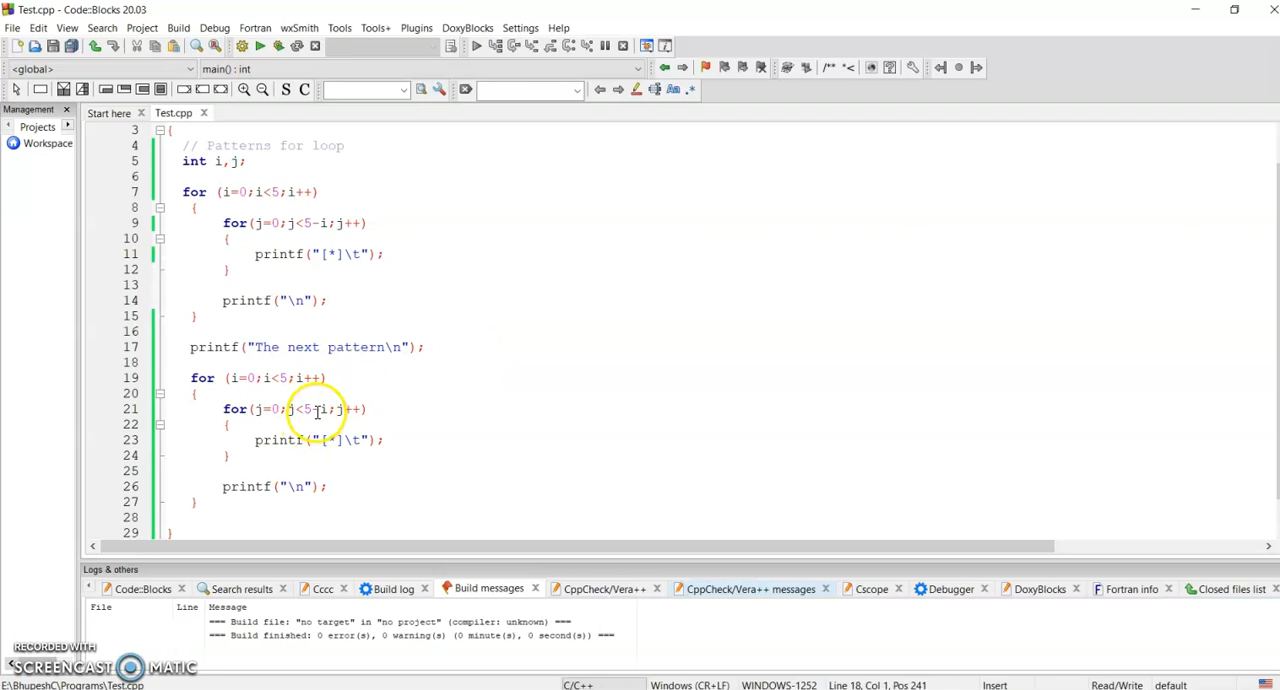 Test.cpp - Code::Blocks 20.03
File Edit View Search Project Build Debug Fortran wxSmith Tools Tools+ Plugins DoxyBlocks Settings Help
<global> main() : int /** *<
S C Aa .*
Management Start here Test.cpp
Projects
Workspace
3 {
4 // Patterns for loop
5 int i,j;
6
7 for (i=0;i<5;i++)
8 {
9 for(j=0;j<5-i;j++)
10 {
11 printf("[*]\t");
12 }
13
14 printf("\n");
15 }
16
17 printf("The next pattern\n");
18
19 for (i=0;i<5;i++)
20 {
21 for(j=0;j<5-i;j++)
22 {
23 printf("[*]\t");
24 }
25
26 printf("\n");
27 }
28
29 }
Logs & others
Code::Blocks Search results Cccc Build log Build messages CppCheck/Vera++ CppCheck/Vera++ messages Cscope Debugger DoxyBlocks Fortran info Closed files list
File Line Message
=== Build file: "no target" in "no project" (compiler: unknown) ===
=== Build finished: 0 error(s), 0 warning(s) (0 minute(s), 0 second(s)) ===
RECORDED WITH
SCREENCAST MATIC
E:\BhupeshC\Programs\Test.cpp C/C++ Windows (CR+LF) WINDOWS-1252 Line 18, Col 1, Pos 241 Insert Read/Write default